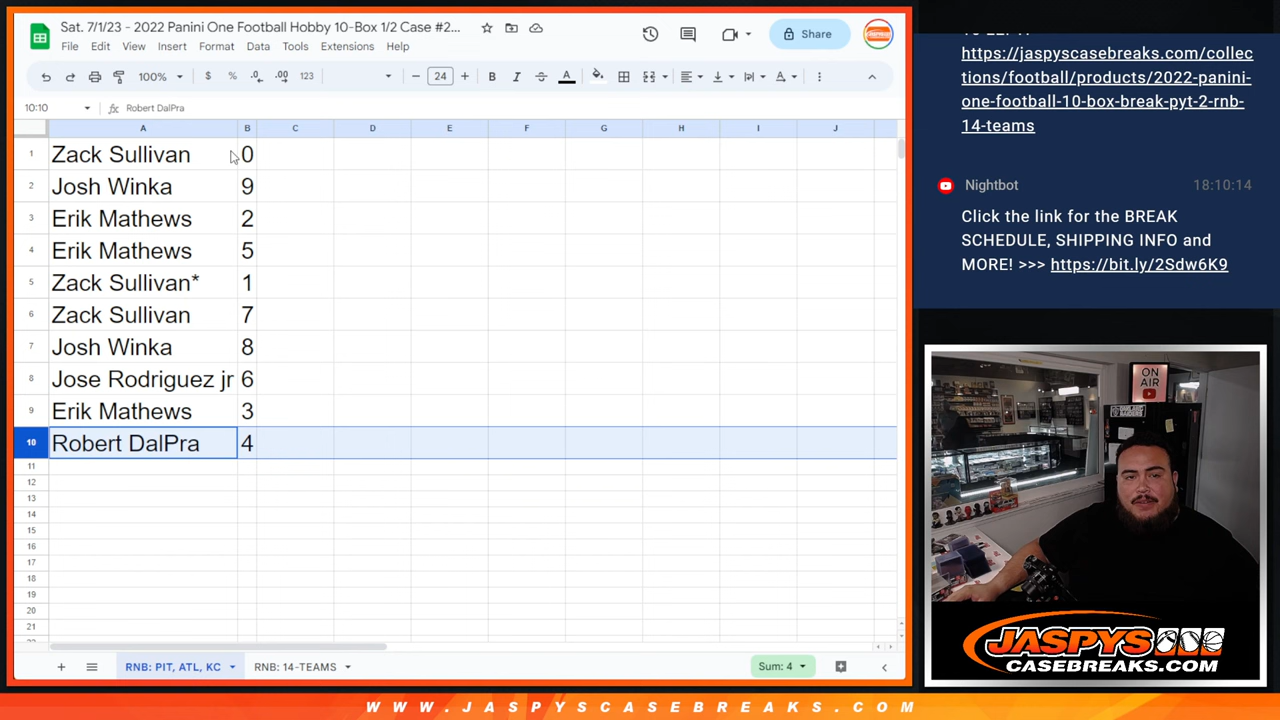 Sat. 7/1/23 - 2022 Panini One Football Hobby 10-Box 1/2 Case #2...
File Edit View Insert Format Data Tools Extensions Help
Share
100% $ % .0 .00 123 24 B I A
10:10 fx Robert DalPra
A B C D E F G H I J
1 Zack Sullivan 0
2 Josh Winka 9
3 Erik Mathews 2
4 Erik Mathews 5
5 Zack Sullivan* 1
6 Zack Sullivan 7
7 Josh Winka 8
8 Jose Rodriguez jr 6
9 Erik Mathews 3
10 Robert DalPra 4
11
12
13
14
15
16
17
18
19
20
21
RNB: PIT, ATL, KC RNB: 14-TEAMS Sum: 4
https://jaspyscasebreaks.com/collec
tions/football/products/2022-panini-
one-football-10-box-break-pyt-2-rnb-
14-teams
Nightbot 18:10:14
Click the link for the BREAK
SCHEDULE, SHIPPING INFO and
MORE! >>> https://bit.ly/2Sdw6K9
ON
AIR
JASPYS
CASEBREAKS.COM
WWW.JASPYSCASEBREAKS.COM